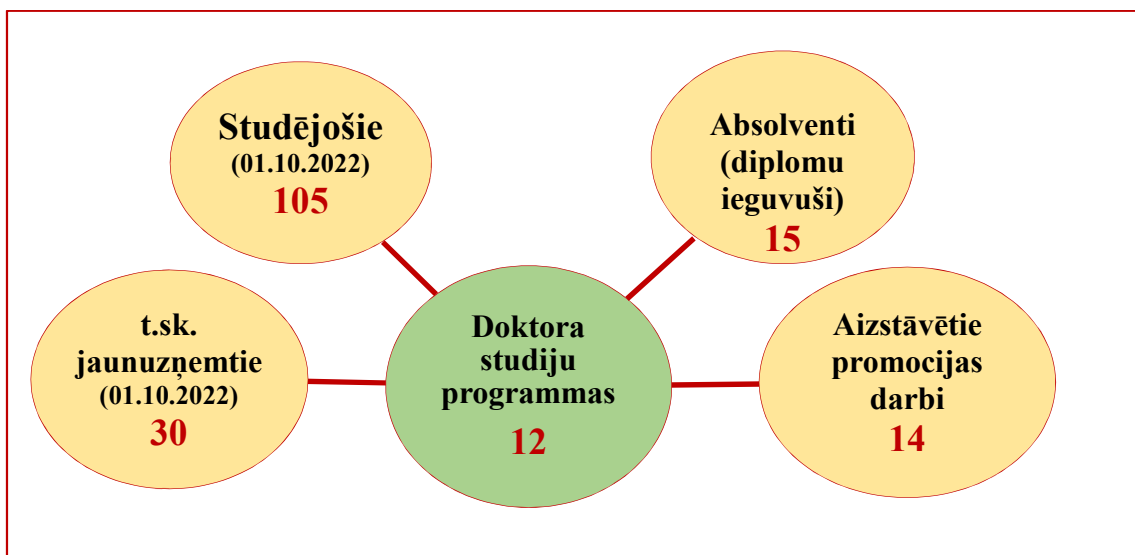 Studējošie
(01.10.2022)
105
Absolventi
(diplomu
ieguvuši)
15
t.sk.
jaunuzņemtie
(01.10.2022)
30
Doktora
studiju
programmas
12
Aizstāvētie
promocijas
darbi
14